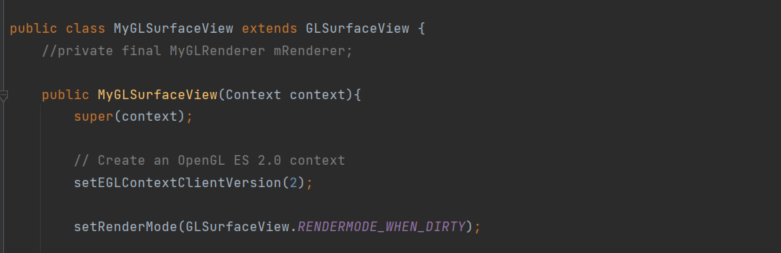 public class MyGLSurfaceView extends GLSurfaceView {
//private final MyGLRenderer mRenderer;
public MyGLSurfaceView(Context context){
super(context);
// Create an OpenGL ES 2.0 context
setEGLContextClientVersion(2);
setRenderMode(GLSurfaceView.RENDERMODE_WHEN_DIRTY);